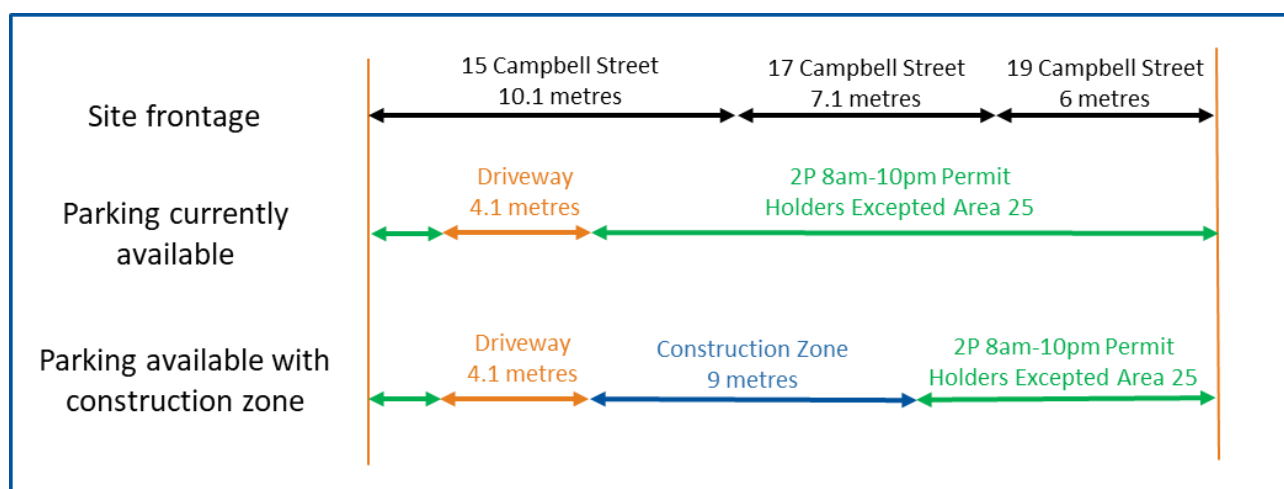 15 Campbell Street
10.1 metres
17 Campbell Street
7.1 metres
19 Campbell Street
6 metres
Site frontage
Driveway
4.1 metres
2P 8am-10pm Permit
Holders Excepted Area 25
Parking currently
available
Driveway
4.1 metres
Construction Zone
9 metres
2P 8am-10pm Permit
Holders Excepted Area 25
Parking available with
construction zone